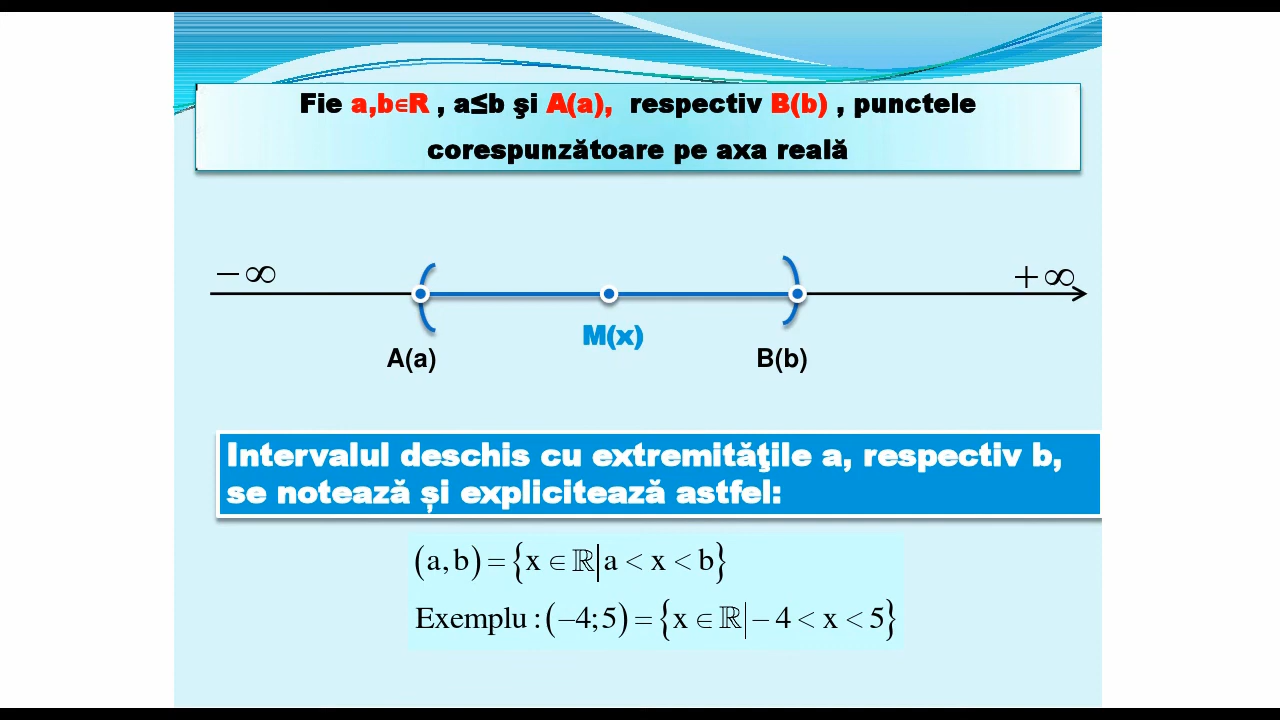 Fie a,b∈R , a≤b şi A(a), respectiv B(b) , punctele
corespunzătoare pe axa reală
− ∞
+ ∞
M(x)
A(a)
B(b)
Intervalul deschis cu extremităţile a, respectiv b,
se notează și explicitează astfel:
(a,b) = {x ∈ ℝ|a < x < b}
Exemplu : (−4;5) = {x ∈ ℝ| − 4 < x < 5}